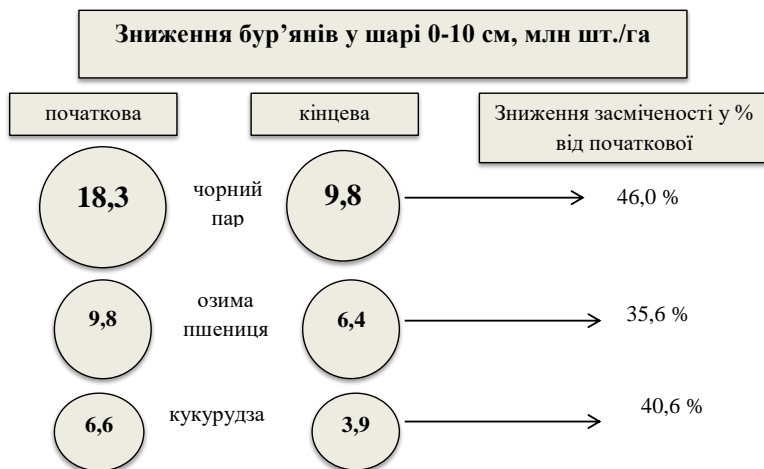 Зниження бур’янів у шарі 0-10 см, млн шт./га
початкова
кінцева
Зниження засміченості у %
від початкової
18,3
чорний
пар
9,8
46,0 %
9,8
озима
пшениця
6,4
35,6 %
6,6
кукурудза
3,9
40,6 %